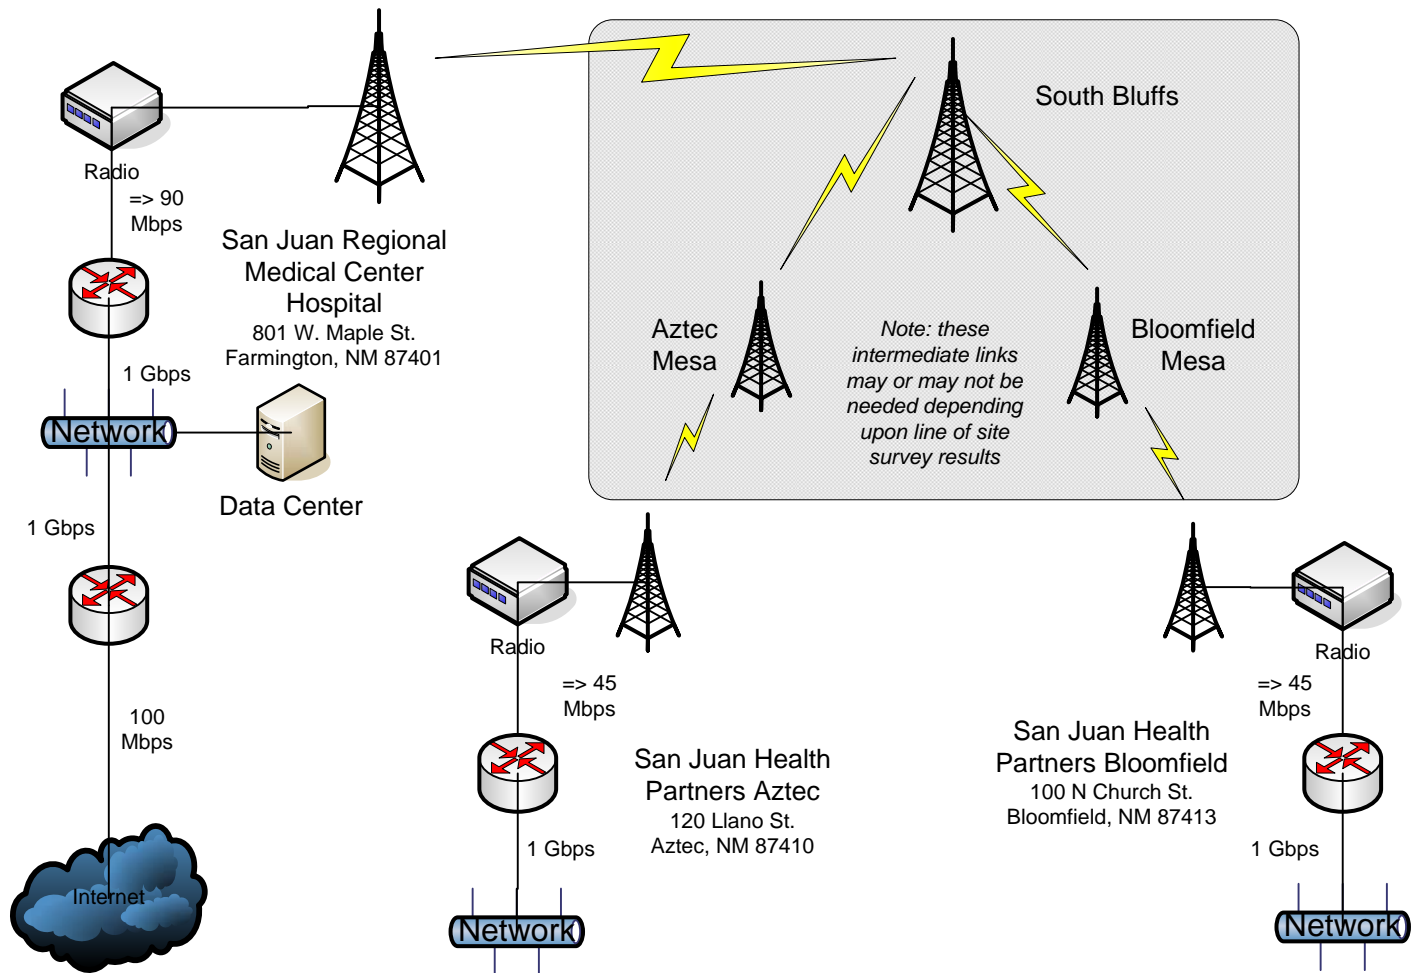 South Bluffs
Radio
=> 90
Mbps
San Juan Regional
Medical Center
Hospital
801 W. Maple St.
Farmington, NM 87401
1 Gbps
Network
Data Center
1 Gbps
100
Mbps
Internet
Aztec
Mesa
Note: these
intermediate links
may or may not be
needed depending
upon line of site
survey results
Bloomfield
Mesa
Radio
=> 45
Mbps
San Juan Health
Partners Aztec
120 Llano St.
Aztec, NM 87410
1 Gbps
Network
Radio
=> 45
Mbps
San Juan Health
Partners Bloomfield
100 N Church St.
Bloomfield, NM 87413
1 Gbps
Network